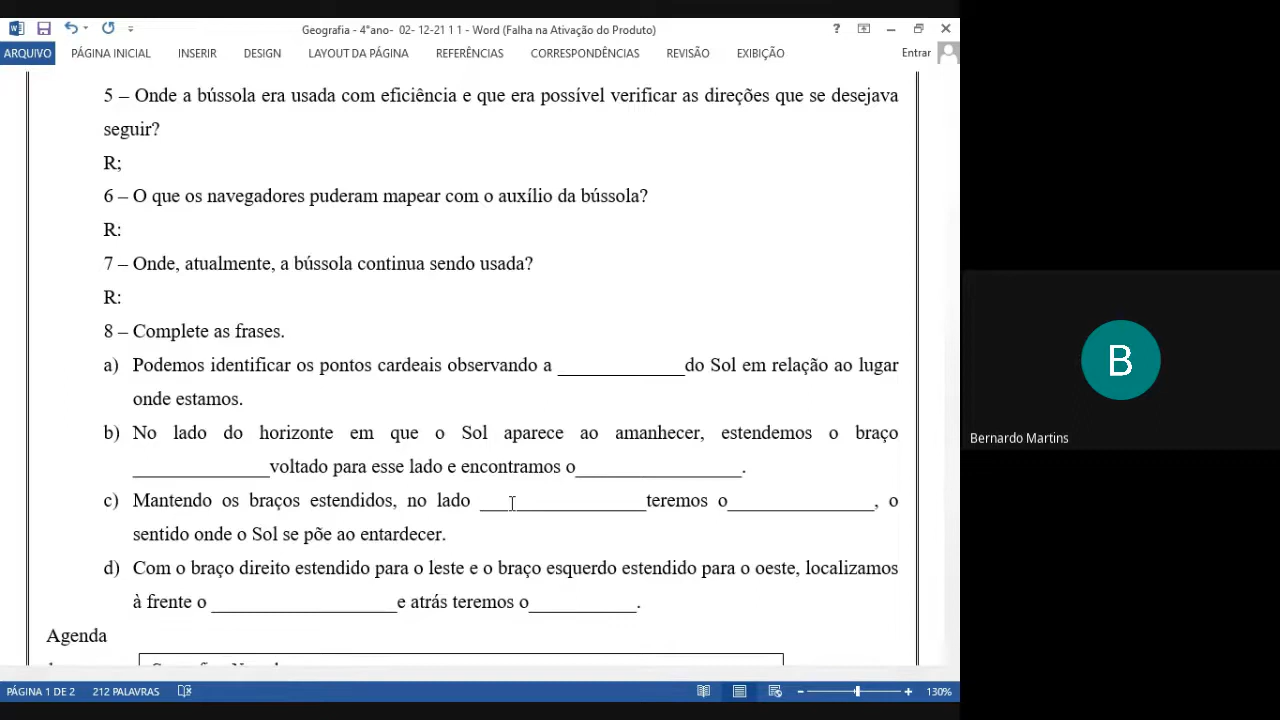 Geografia - 4°ano- 02- 12-21 1 1 - Word (Falha na Ativação do Produto)
?
ARQUIVO PÁGINA INICIAL INSERIR DESIGN LAYOUT DA PÁGINA REFERÊNCIAS CORRESPONDÊNCIAS REVISÃO EXIBIÇÃO Entrar
5 – Onde a bússola era usada com eficiência e que era possível verificar as direções que se desejava
seguir?
R;
6 – O que os navegadores puderam mapear com o auxílio da bússola?
R:
7 – Onde, atualmente, a bússola continua sendo usada?
R:
8 – Complete as frases.
a) Podemos identificar os pontos cardeais observando a _____________do Sol em relação ao lugar
onde estamos.
b) No lado do horizonte em que o Sol aparece ao amanhecer, estendemos o braço
______________voltado para esse lado e encontramos o_________________.
c) Mantendo os braços estendidos, no lado _________________teremos o_______________, o
sentido onde o Sol se põe ao entardecer.
d) Com o braço direito estendido para o leste e o braço esquerdo estendido para o oeste, localizamos
à frente o ___________________e atrás teremos o___________.
Agenda
PÁGINA 1 DE 2 212 PALAVRAS 130%
B
Bernardo Martins